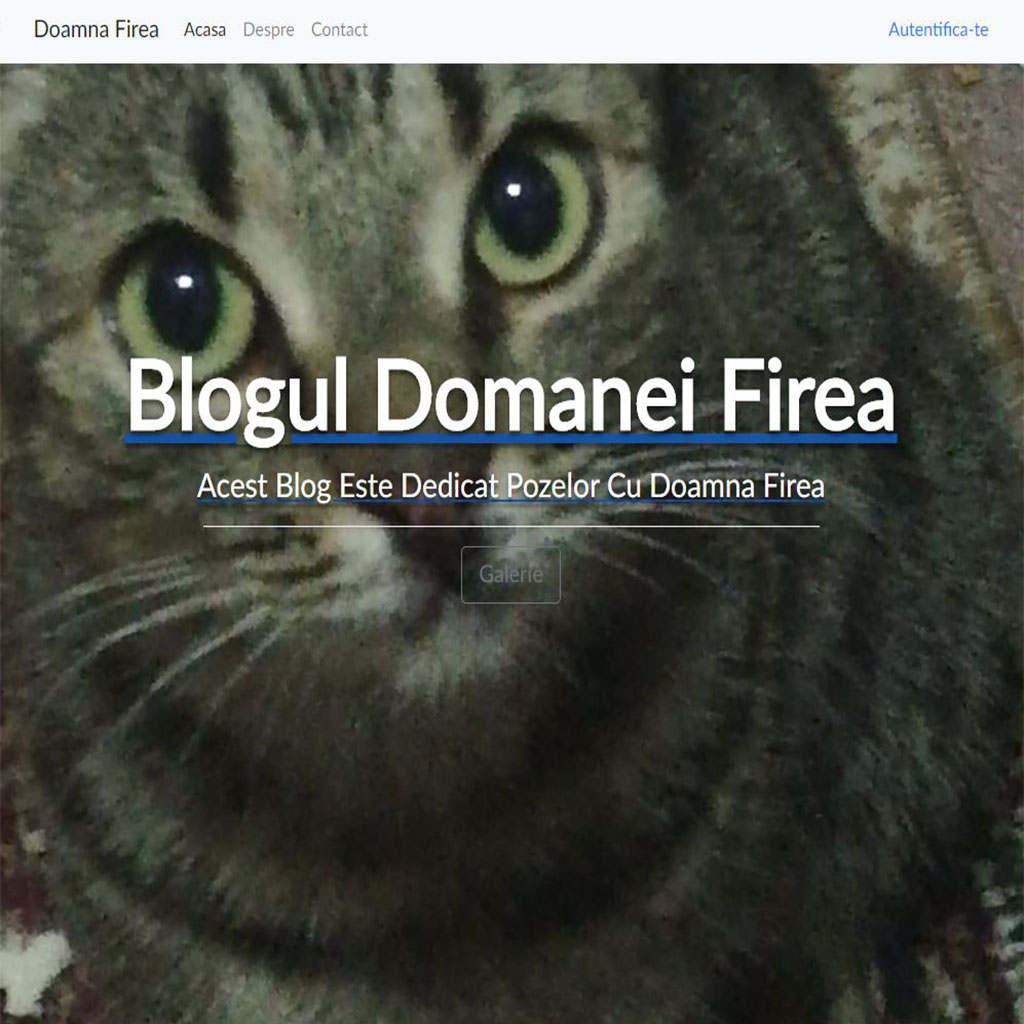 Doamna Firea Acasa Despre Contact Autentifica-te
Blogul Domanei Firea
Acest Blog Este Dedicat Pozelor Cu Doamna Firea
Galerie